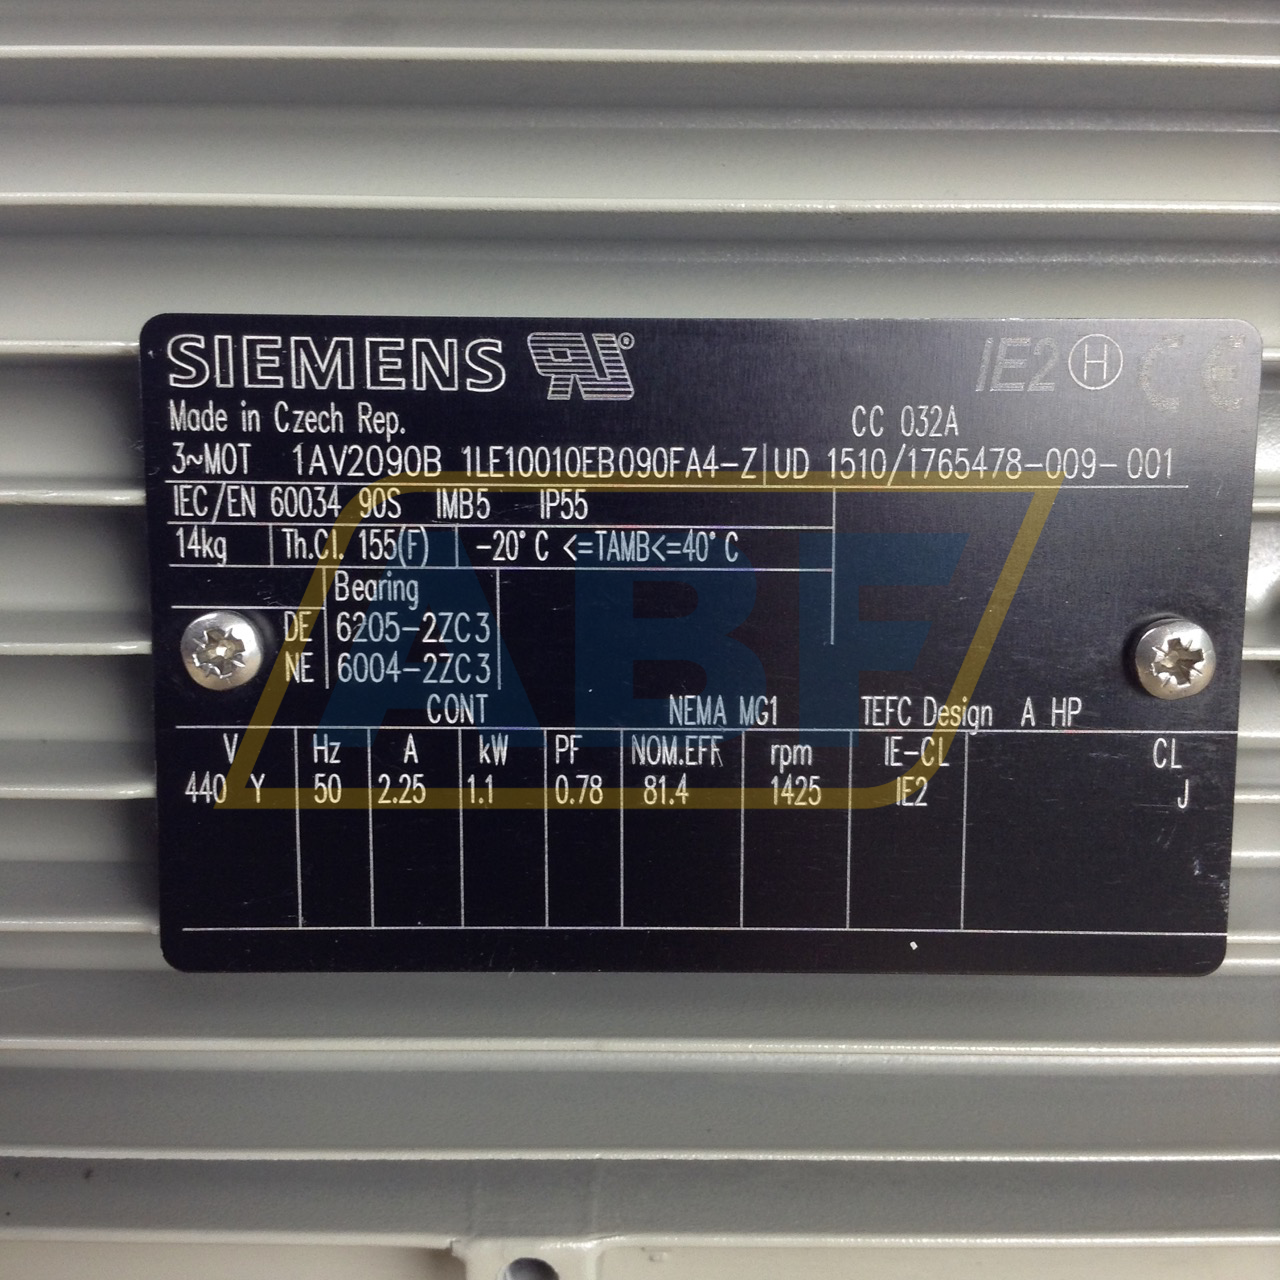 SIEMENS RU® IE2 H CE
Made in Czech Rep. CC 032A
3~MOT 1AV2090B 1LE10010EB090FA4-Z UD 1510/1765478-009-001
IEC/EN 60034 90S IMB5 IP55
14kg Th.Cl. 155(F) -20°C <=TAMB<=40°C
Bearing
DE 6205-2ZC3
NE 6004-2ZC3
CONT NEMA MG1 TEFC Design A HP
V Hz A kW PF NOM.EFF rpm IE-CL CL
440 Y 50 2.25 1.1 0.78 81.4 1425 IE2 J
ABF